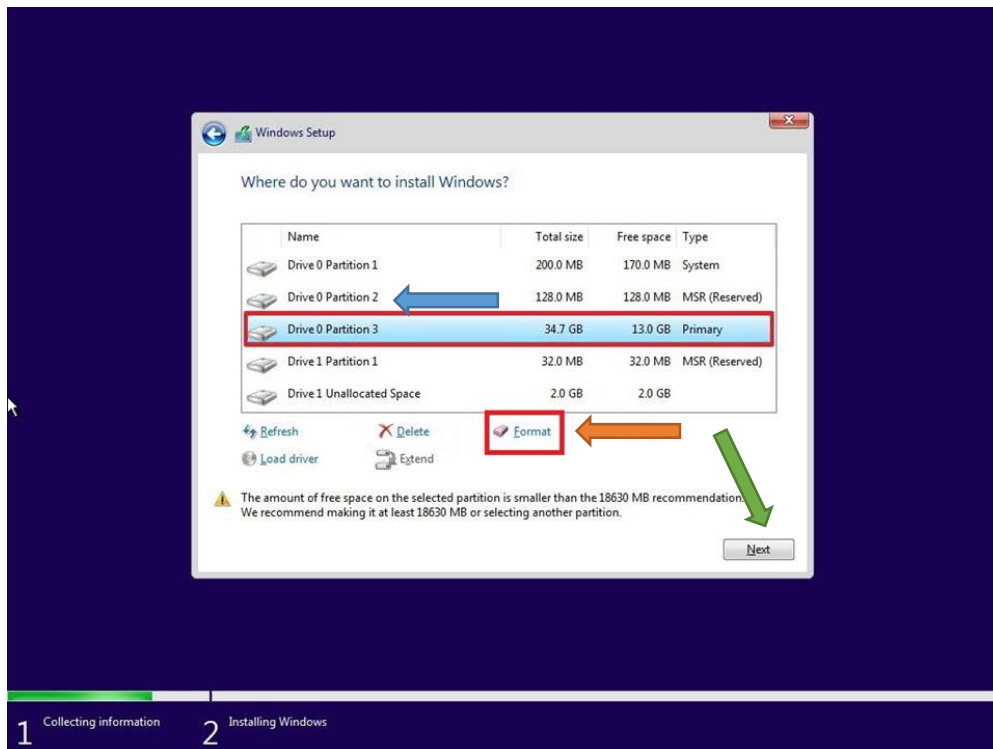 Windows Setup
Where do you want to install Windows?
Name Total size Free space Type
Drive 0 Partition 1 200.0 MB 170.0 MB System
Drive 0 Partition 2 128.0 MB 128.0 MB MSR (Reserved)
Drive 0 Partition 3 34.7 GB 13.0 GB Primary
Drive 1 Partition 1 32.0 MB 32.0 MB MSR (Reserved)
Drive 1 Unallocated Space 2.0 GB 2.0 GB
Refresh Delete Format
Load driver Extend
The amount of free space on the selected partition is smaller than the 18630 MB recommendation.
We recommend making it at least 18630 MB or selecting another partition.
Next
1 Collecting information 2 Installing Windows